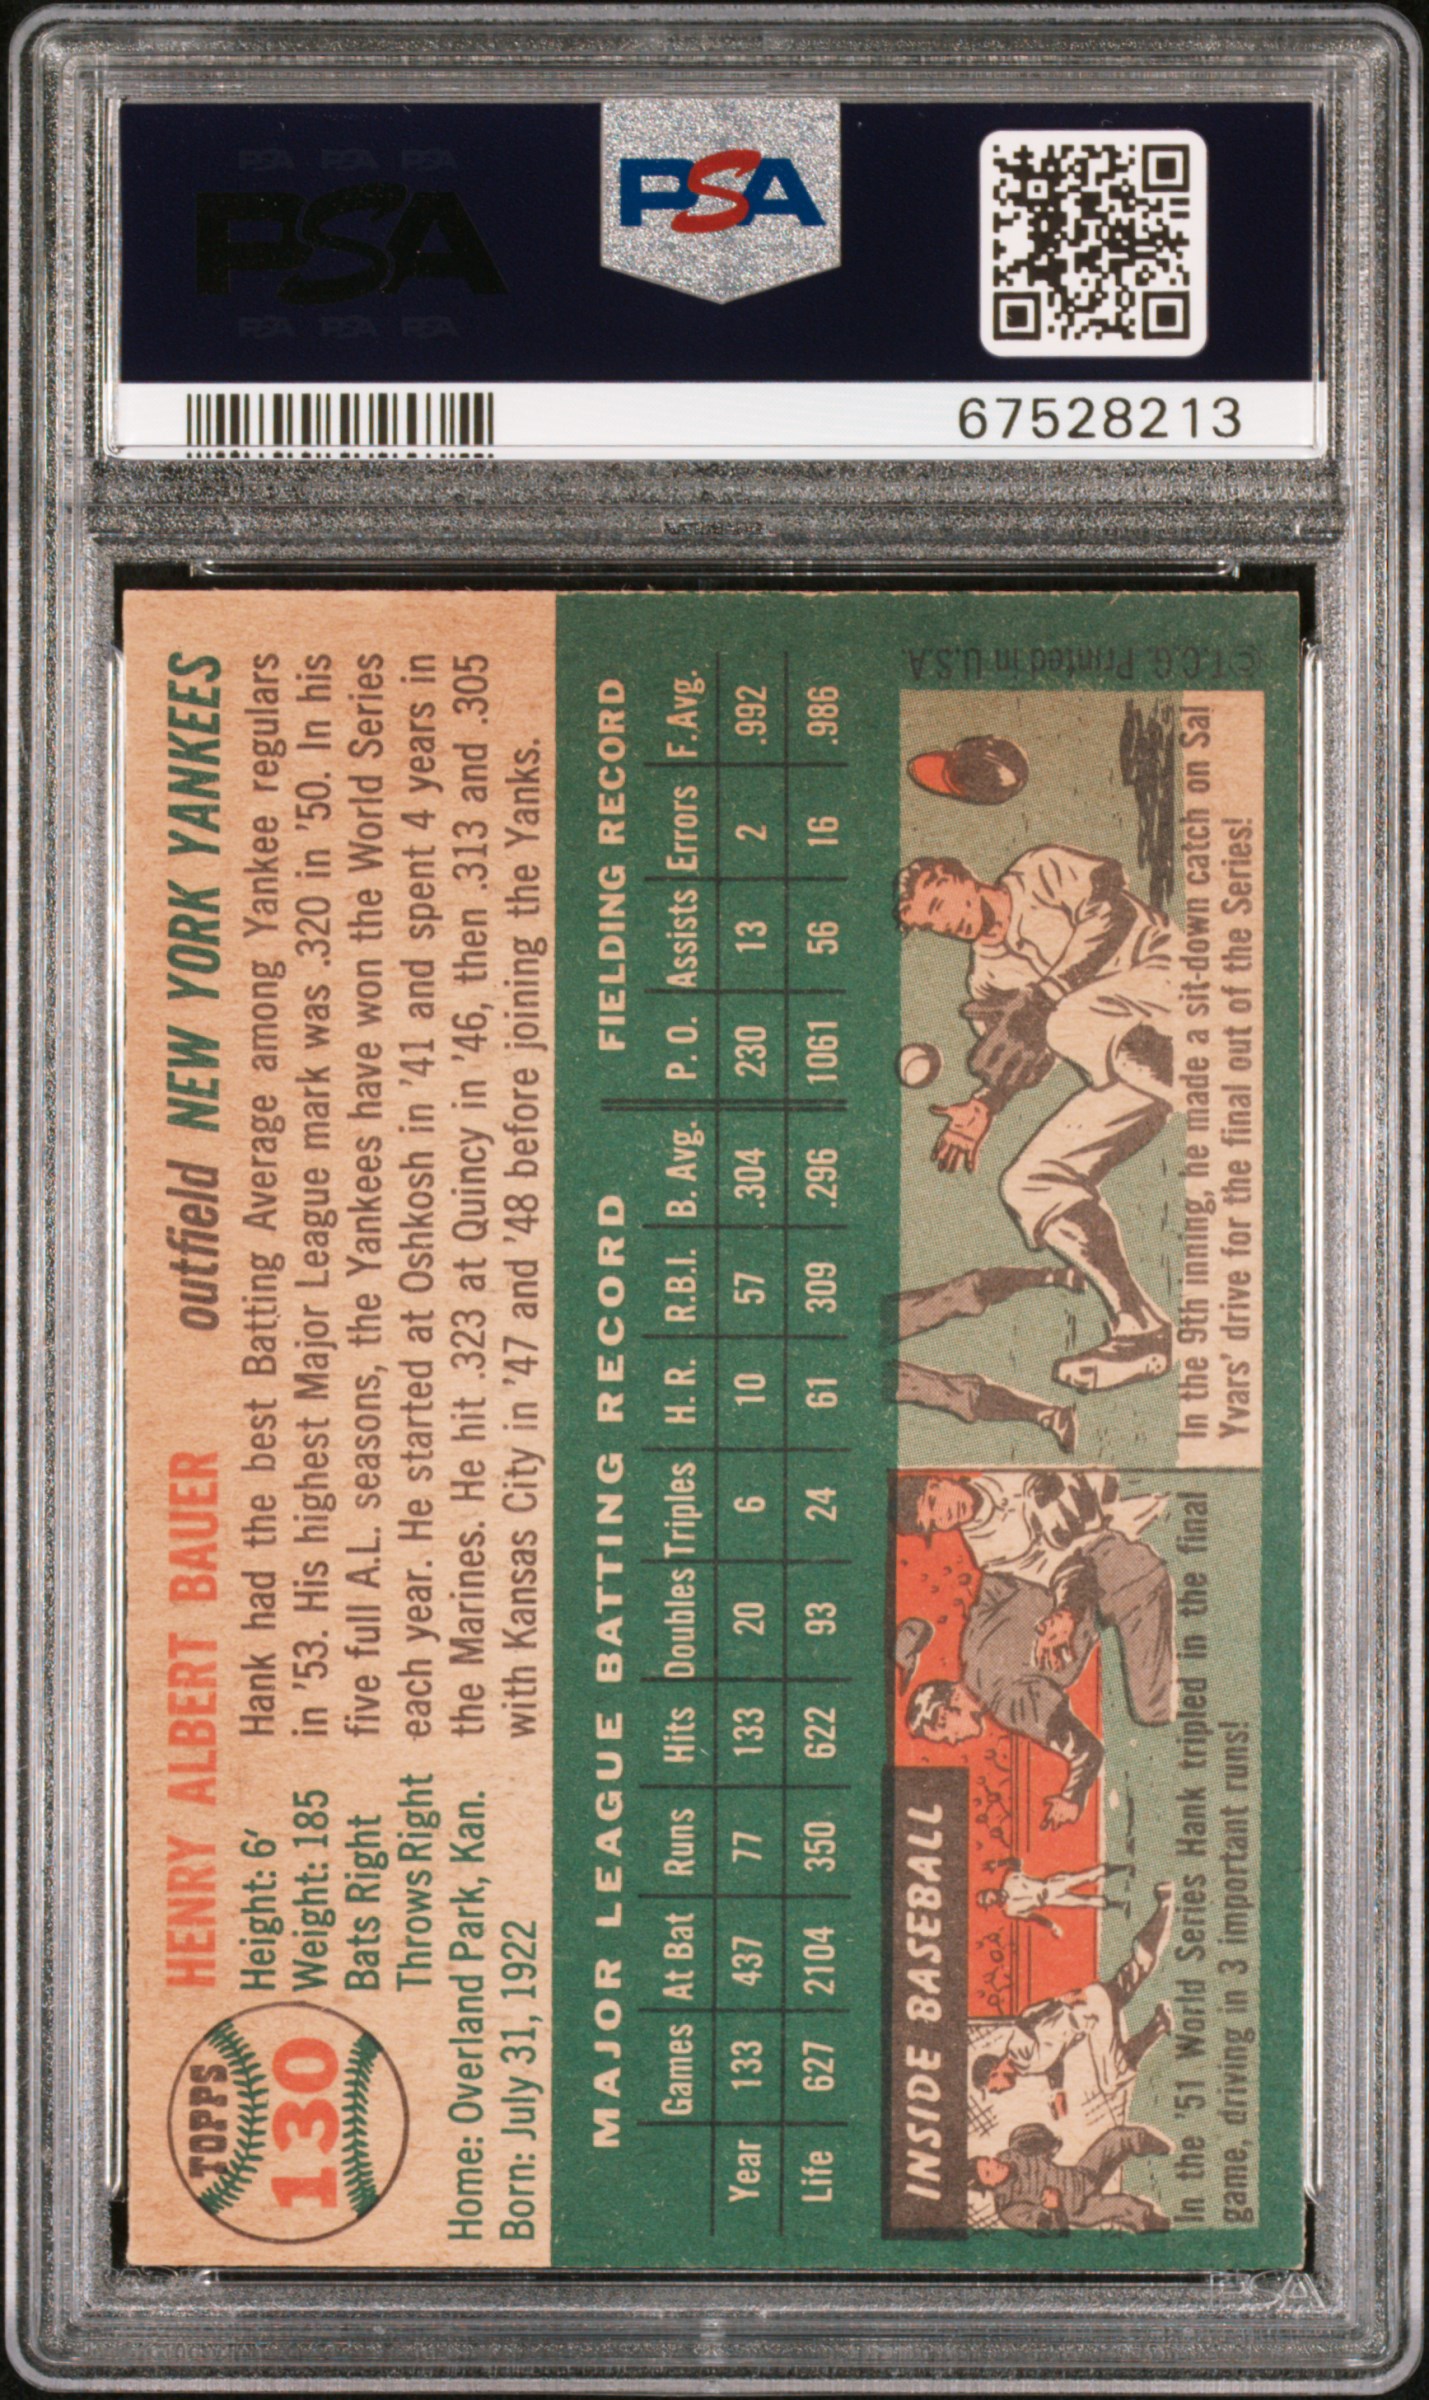 PSA PSA PSA
PSA
PSA PSA PSA
PSA
67528213
TOPPS
130
HENRY ALBERT BAUER
outfield NEW YORK YANKEES
Height: 6'
Weight: 185
Bats Right
Throws Right
Home: Overland Park, Kan.
Born: July 31, 1922
Hank had the best Batting Average among Yankee regulars
in '53. His highest Major League mark was .320 in '50. In his
five full A.L. seasons, the Yankees have won the World Series
each year. He started at Oshkosh in '41 and spent 4 years in
the Marines. He hit .323 at Quincy in '46, then .313 and .305
with Kansas City in '47 and '48 before joining the Yanks.
MAJOR LEAGUE BATTING RECORD FIELDING RECORD
Games At Bat Runs Hits Doubles Triples H.R. R.B.I. B. Avg. P. O. Assists Errors F. Avg.
Year 133 437 77 133 20 6 10 57 .304 230 13 2 .992
Life 627 2104 350 622 93 24 61 309 .296 1061 56 16 .986
INSIDE BASEBALL
In the '51 World Series Hank tripled in the final
game, driving in 3 important runs!
In the 9th inning, he made a sit-down catch on Sal
Yvars' drive for the final out of the Series!
©T.C.G. Printed in U.S.A.
PSA